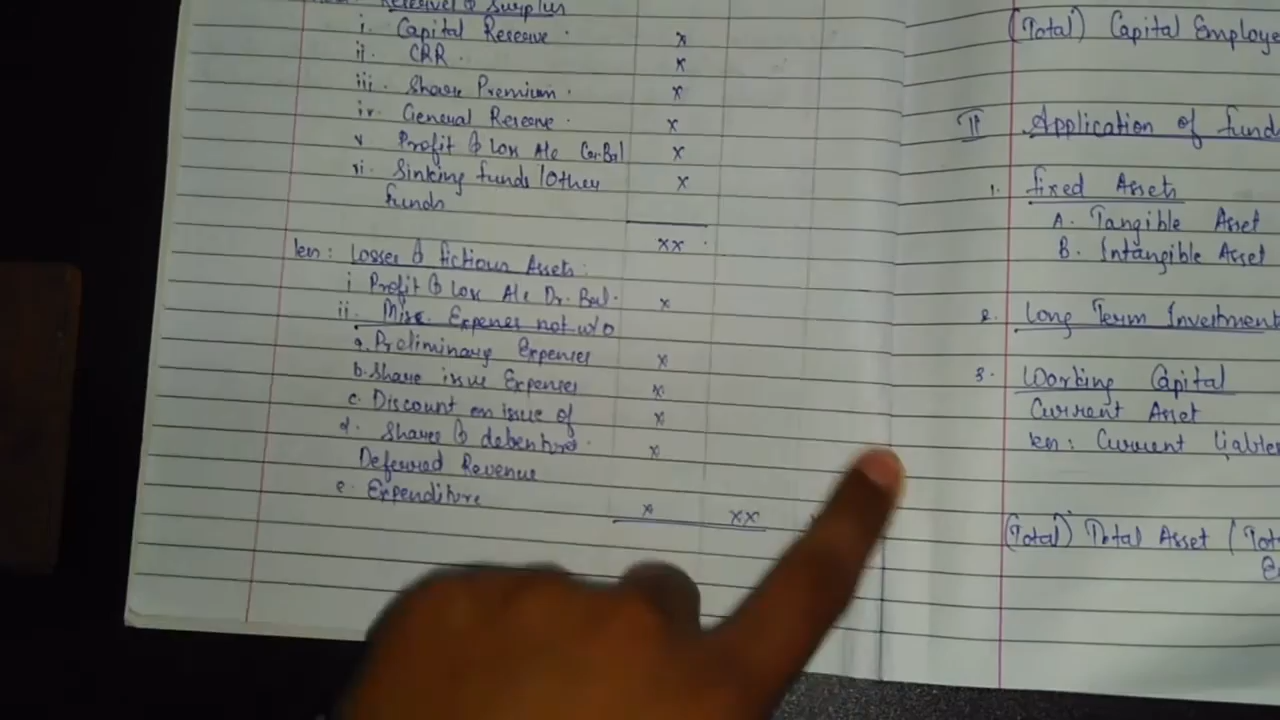 Reserves & Surplus
i. Capital Reserve. x
ii. CRR. x
iii. Share Premium. x
iv. General Reserve. x
v Profit & Loss A/c Cr. Bal x
vi. Sinking funds / Other x
funds
xx.
Less: Losses & fictious Assets:
i Profit & Loss A/c Dr. Bal. x
ii. Misc. Expenses not w/o
a. Preliminary Expenses x
b. Share issue Expenses x
c. Discount on issue of x
d. Shares & debentures. x
Deferred Revenue
e. Expenditure x xx
(Total) Capital Employe
II Application of fund
1. Fixed Assets
A. Tangible Asset
B. Intangible Asset
2. Long Term Investment
3. Working Capital
Current Asset
Less: Current Liabilities
(Total) Total Asset (Tot